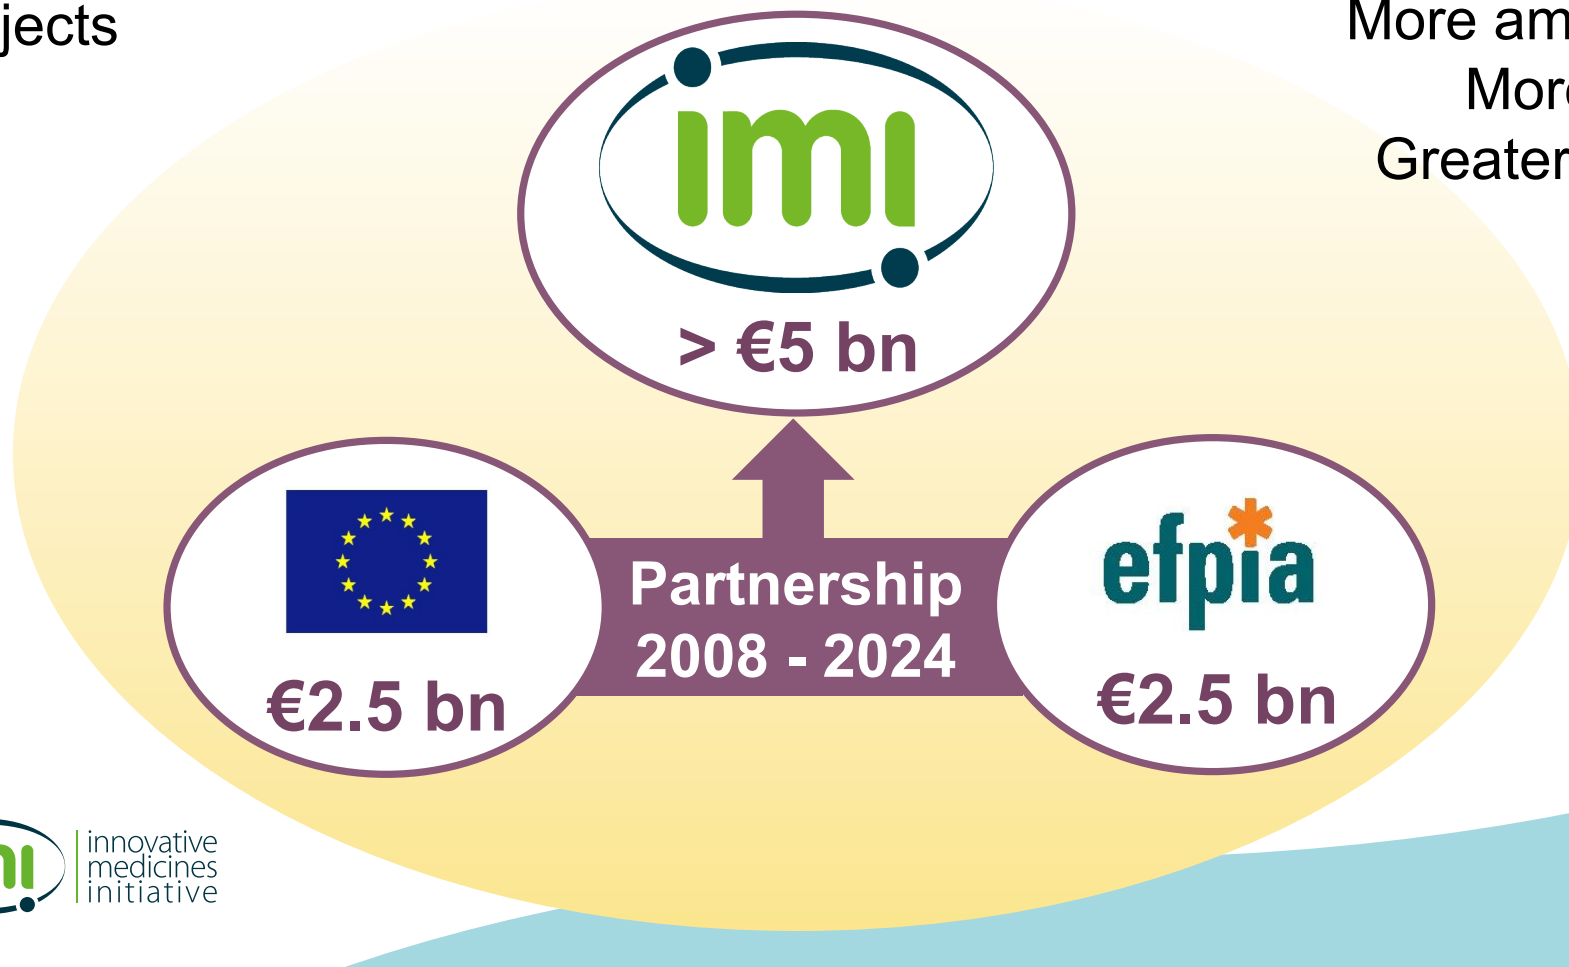 jects
More am
More
Greater
imi
> €5 bn
efpia
Partnership
2008 - 2024
€2.5 bn
€2.5 bn
innovative
medicines
initiative